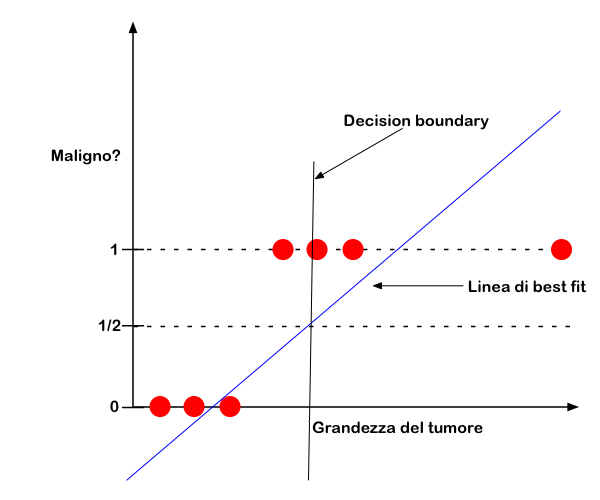 Decision boundary
Maligno?
1
Linea di best fit
1/2
0
Grandezza del tumore